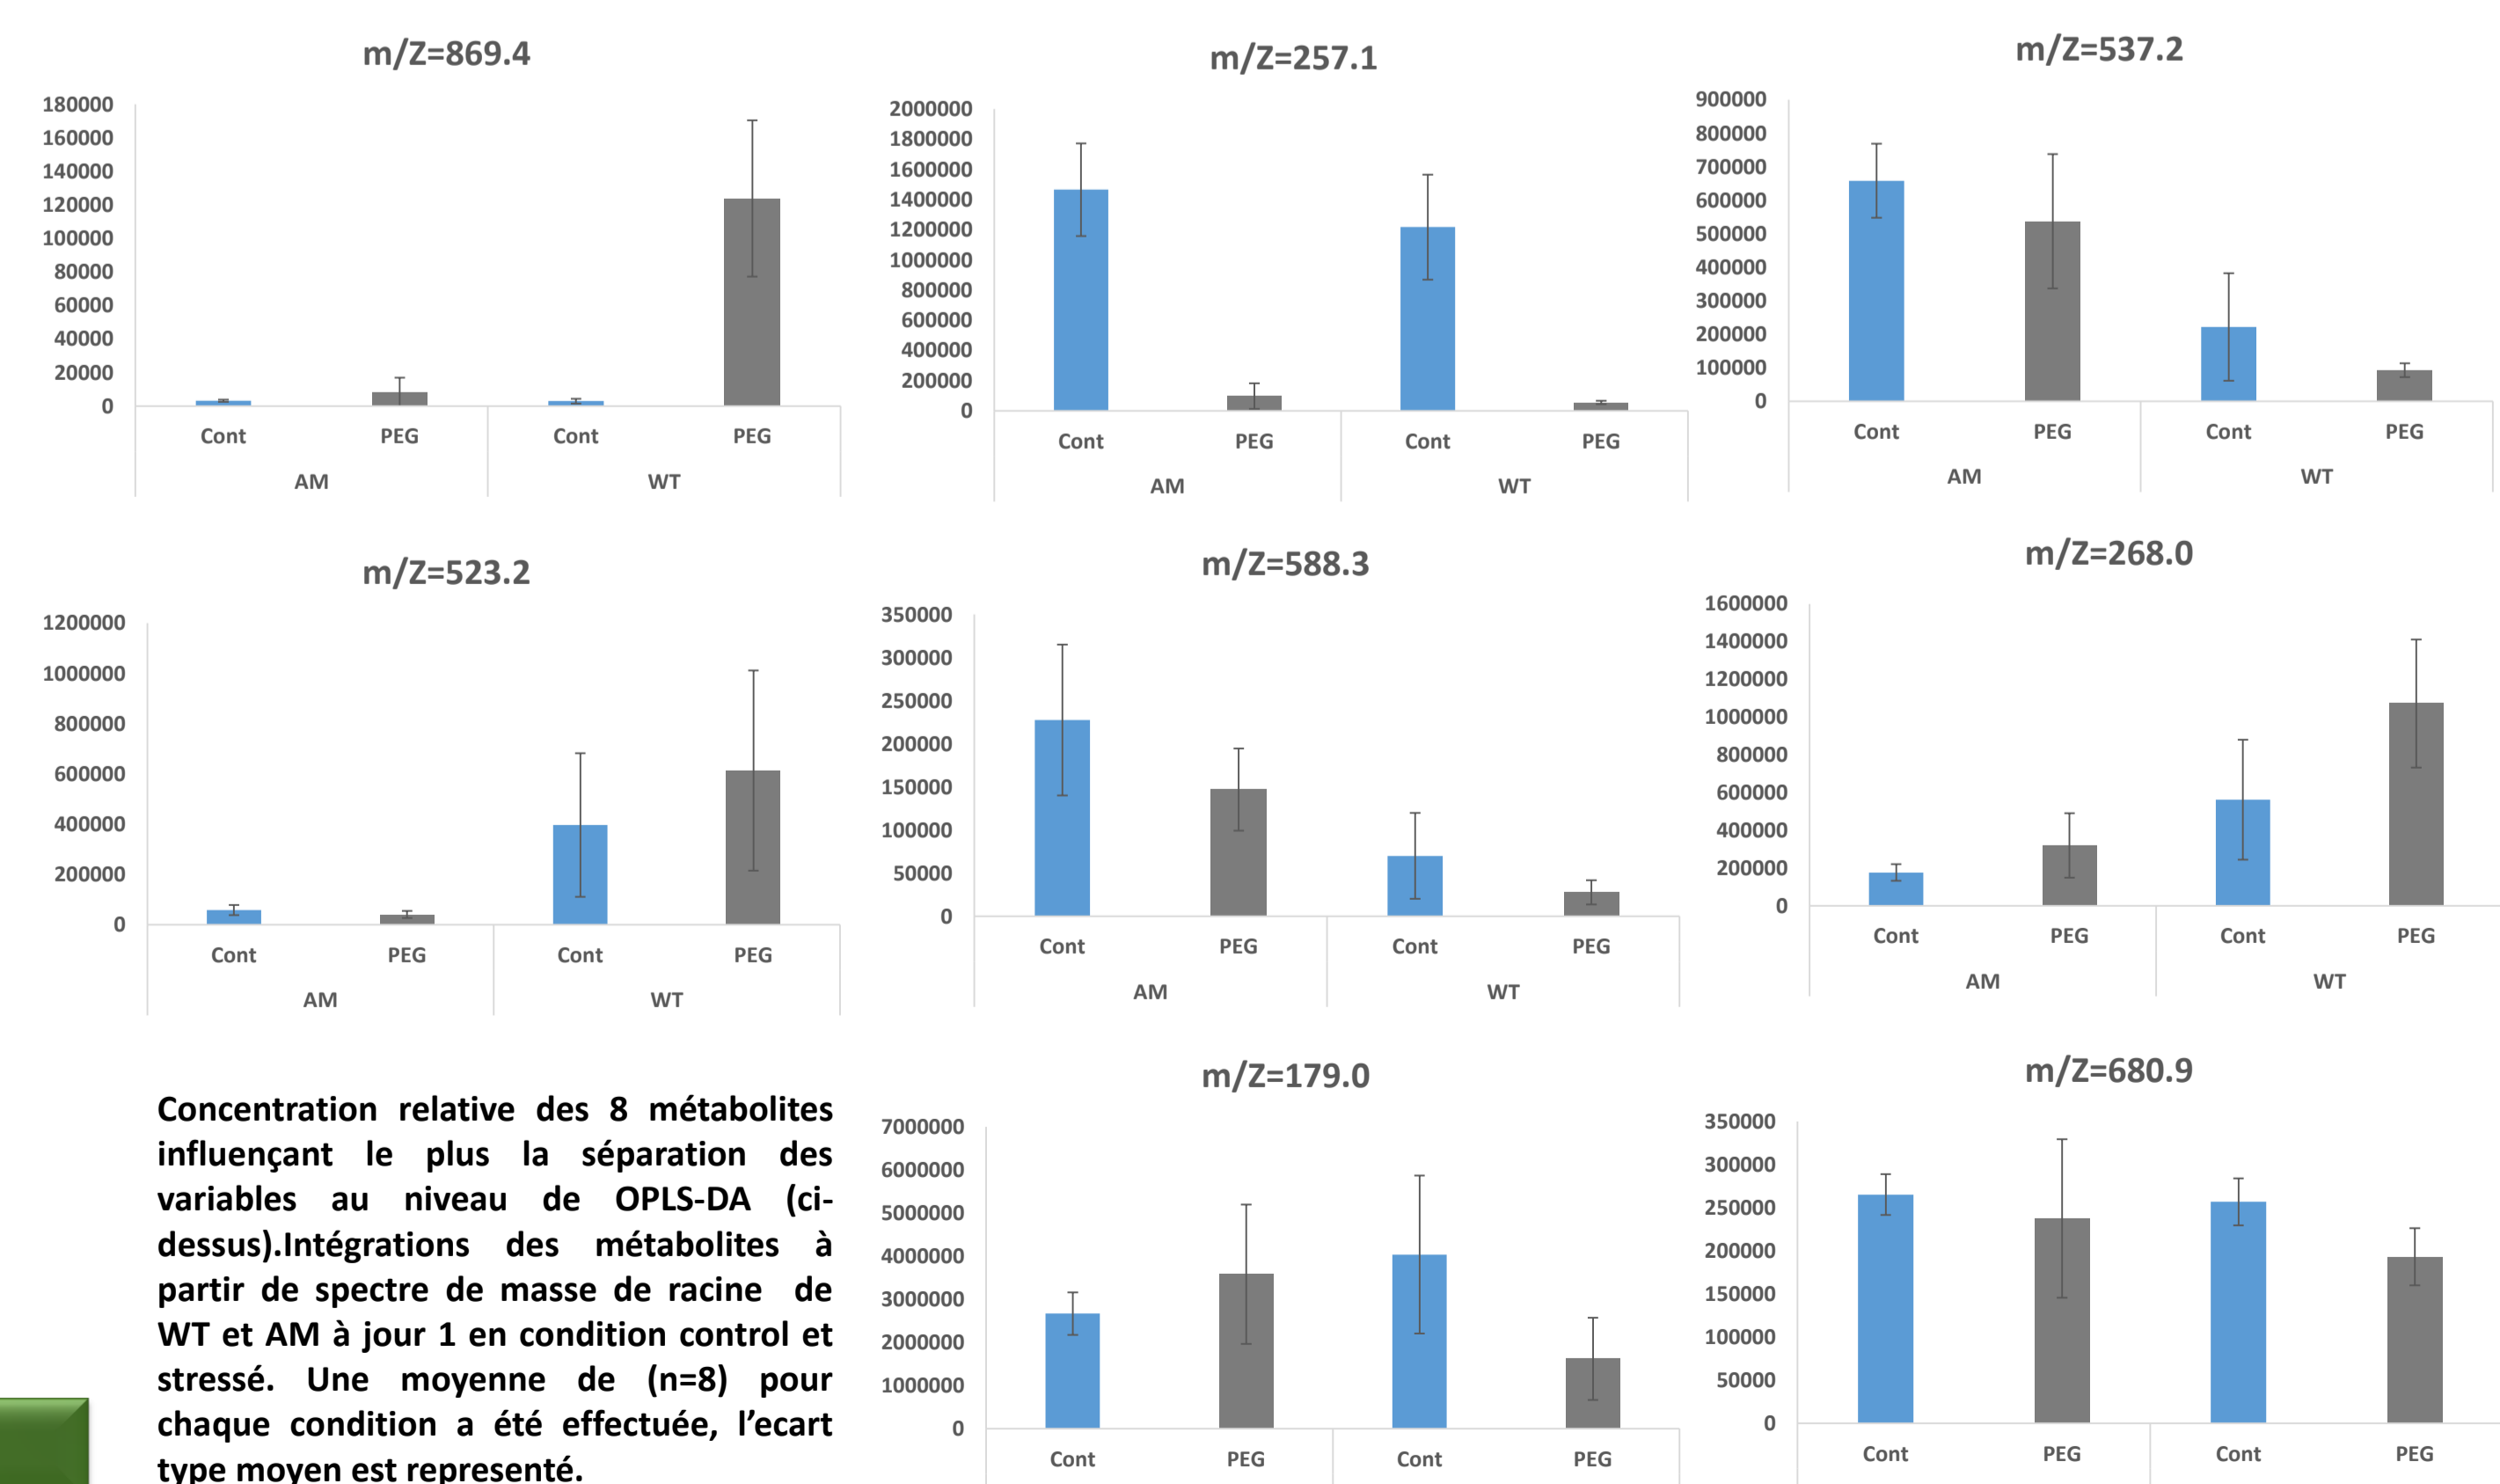 m/Z=869.4
180000
160000
140000
120000
100000
80000
60000
40000
20000
0
Cont PEG Cont PEG
AM WT
m/Z=257.1
2000000
1800000
1600000
1400000
1200000
1000000
800000
600000
400000
200000
0
Cont PEG Cont PEG
AM WT
m/Z=537.2
900000
800000
700000
600000
500000
400000
300000
200000
100000
0
Cont PEG Cont PEG
AM WT
m/Z=523.2
1200000
1000000
800000
600000
400000
200000
0
Cont PEG Cont PEG
AM WT
m/Z=588.3
350000
300000
250000
200000
150000
100000
50000
0
Cont PEG Cont PEG
AM WT
m/Z=268.0
1600000
1400000
1200000
1000000
800000
600000
400000
200000
0
Cont PEG Cont PEG
AM WT
Concentration relative des 8 métabolites
influençant le plus la séparation des
variables au niveau de OPLS-DA (ci-
dessus).Intégrations des métabolites à
partir de spectre de masse de racine de
WT et AM à jour 1 en condition control et
stressé. Une moyenne de (n=8) pour
chaque condition a été effectuée, l’ecart
type moyen est representé.
m/Z=179.0
7000000
6000000
5000000
4000000
3000000
2000000
1000000
0
Cont PEG Cont PEG
m/Z=680.9
350000
300000
250000
200000
150000
100000
50000
0
Cont PEG Cont PEG